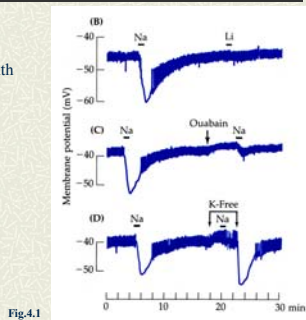 (B)
Na
Li
−40
−50
−60
th
Membrane potential (mV)
(C)
Na
Ouabain
Na
−40
−50
(D)
Na
K-Free
Na
−40
−50
0
10
20
30 min
Fig.4.1